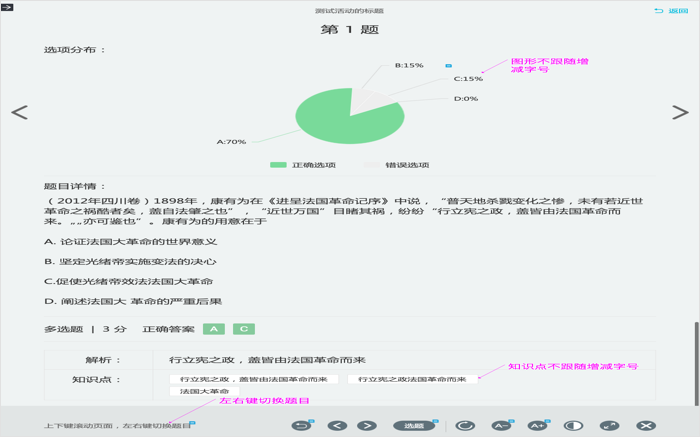 测试活动的标题
返回
第 1 题
选项分布：
B:15%
C:15%
D:0%
A:70%
图形不跟随增
减字号
正确选项
错误选项
题目详情：
（2012年四川卷）1898年，康有为在《进呈法国革命记序》中说，“普天地杀戮变化之惨，未有若近世
革命之祸酷者矣，盖自法肇之也”，“近世万国”目睹其祸，纷纷“行立宪之政，盖皆由法国革命而
来。„„亦可鉴也”。康有为的用意在于
A. 论证法国大革命的世界意义
B. 坚定光绪帝实施变法的决心
C.促使光绪帝效法法国大革命
D. 阐述法国大 革命的严重后果
多选题 | 3 分 正确答案 A C
解析： 行立宪之政，盖皆由法国革命而来
知识点不跟随增减字号
知识点： 行立宪之政，盖皆由法国革命而来 行立宪之政法国革命而来
法国大革命
左右键切换题目
上下键滚动页面，左右键切换题目
选题
A−
A+